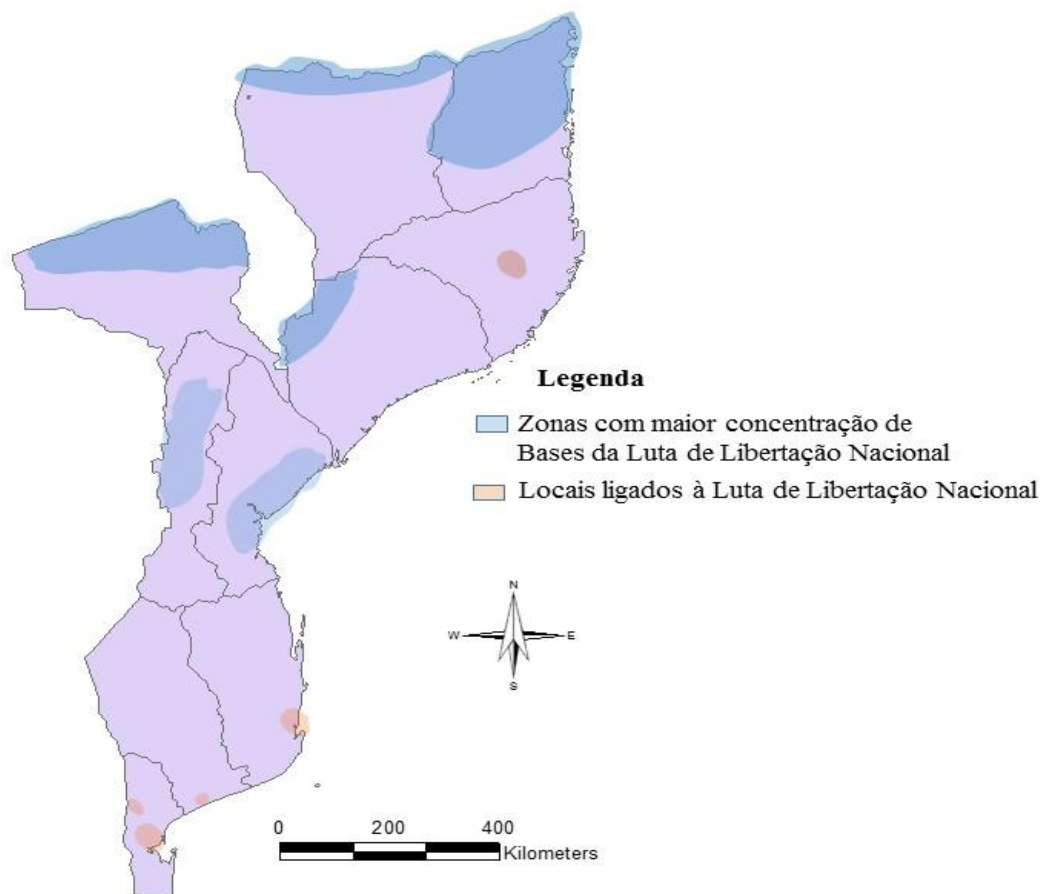 Legenda
Zonas com maior concentração de
Bases da Luta de Libertação Nacional
Locais ligados à Luta de Libertação Nacional
N
W E
S
0 200 400
Kilometers